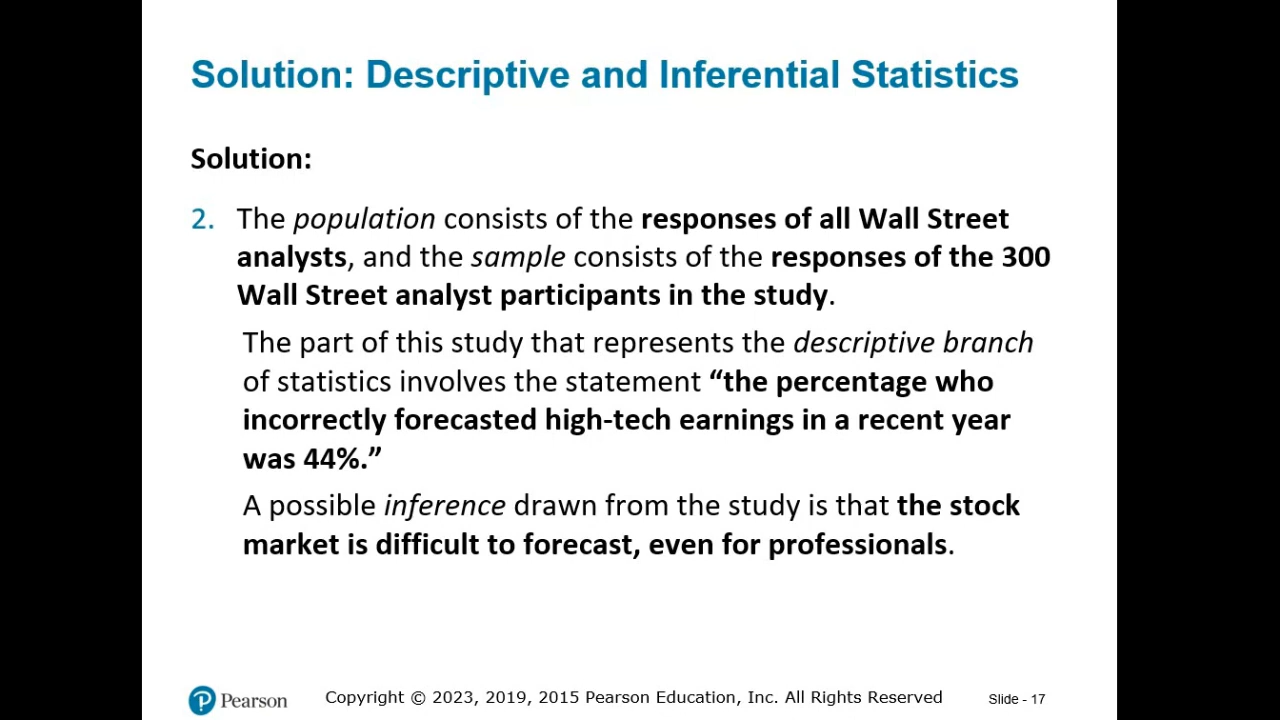 Solution: Descriptive and Inferential Statistics
Solution:
2. The population consists of the responses of all Wall Street
analysts, and the sample consists of the responses of the 300
Wall Street analyst participants in the study.
The part of this study that represents the descriptive branch
of statistics involves the statement “the percentage who
incorrectly forecasted high-tech earnings in a recent year
was 44%.”
A possible inference drawn from the study is that the stock
market is difficult to forecast, even for professionals.
P Pearson Copyright © 2023, 2019, 2015 Pearson Education, Inc. All Rights Reserved Slide - 17